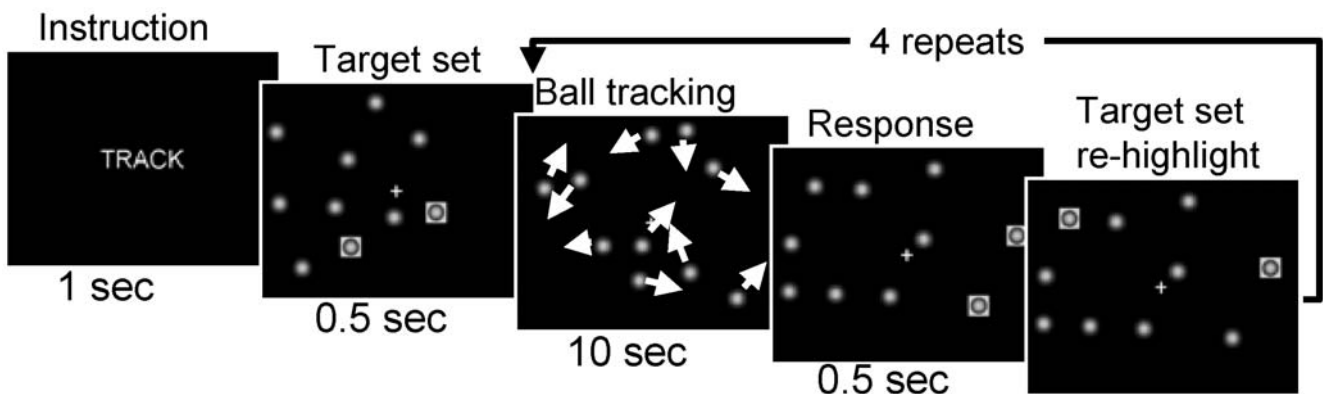 Instruction
TRACK
1 sec
Target set
0.5 sec
Ball tracking
10 sec
Response
0.5 sec
Target set
re-highlight
4 repeats